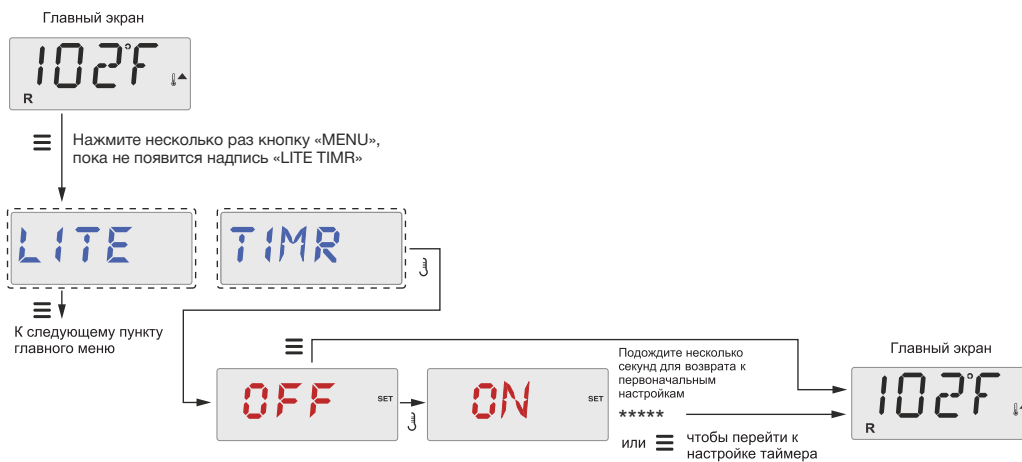 Главный экран
102°F
R
Нажмите несколько раз кнопку «MENU»,
пока не появится надпись «LITE TIMR»
LITE
TIMR
К следующему пункту
главного меню
OFF
SET
ON
SET
Подождите несколько
секунд для возврата к
первоначальным
настройкам
*****
или
чтобы перейти к
настройке таймера
Главный экран
102°F
R